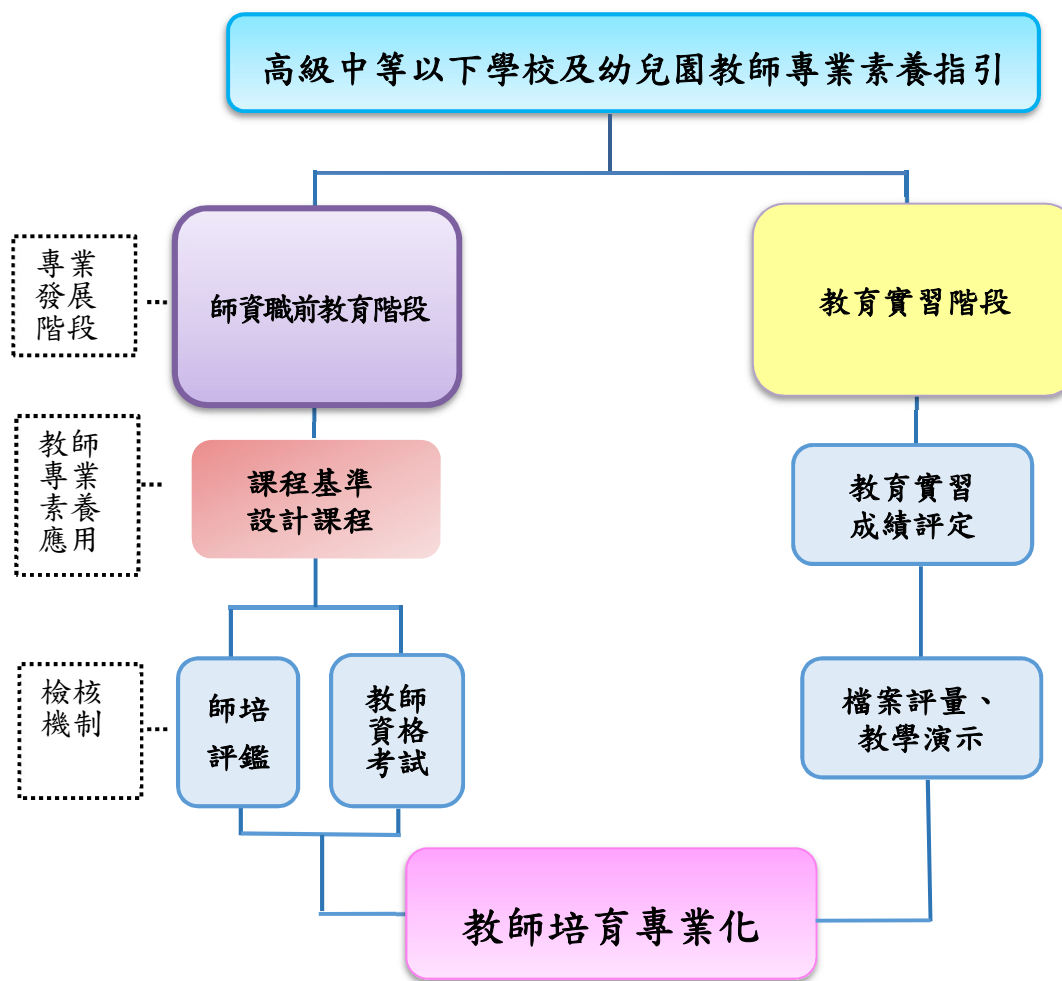 高級中等以下學校及幼兒園教師專業素養指引
專業
發展
階段
師資職前教育階段
教育實習階段
教師
專業
素養
應用
課程基準
設計課程
教育實習
成績評定
檢核
機制
師培
評鑑
教師
資格
考試
檔案評量、
教學演示
教師培育專業化